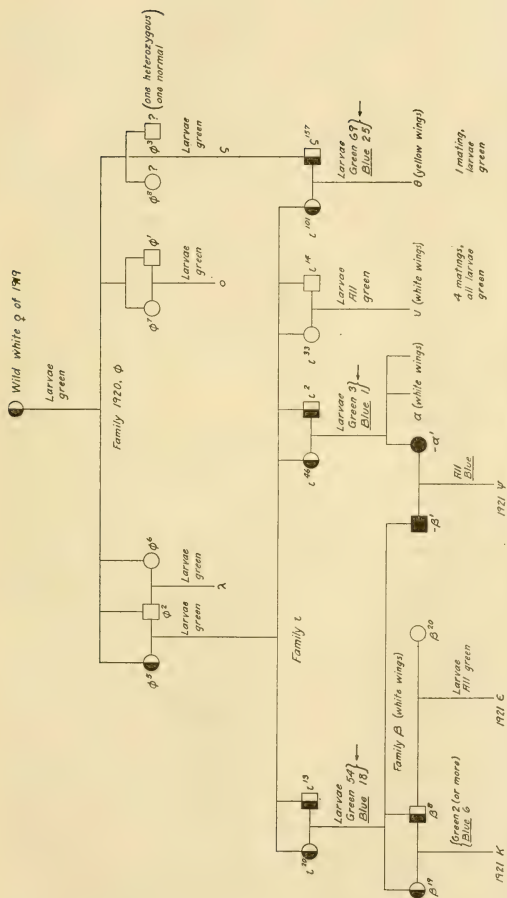 Wild white ♀ of 1919
Larvae
green
Family 1920, Φ
Φ⁵
Φ²
Φ⁶
Φ⁷
Φ¹
Φ⁸ ?
Φ³ ?
(one heterozygous
one normal)
Larvae
green
Larvae
green
Larvae
green
Larvae
green
λ
ο
ς
Family ι
ι²⁰
ι¹³
ι⁴⁶
ι²
ι³³
ι¹⁴
ι¹⁰¹
ς¹⁵⁷
Larvae
Green 54
Blue 18
Larvae
Green 3
Blue 1
Larvae
All
green
Larvae
Green 69
Blue 25
Family β (white wings)
α (white wings)
υ (white wings)
θ (yellow wings)
β¹⁹
β⁸
β²⁰
-β¹
-α¹
4 matings,
all larvae
green
1 mating,
larvae
green
Green 2 (or more)
Blue 6
Larvae
All green
All
Blue
1921 K
1921 ε
1921 ψ